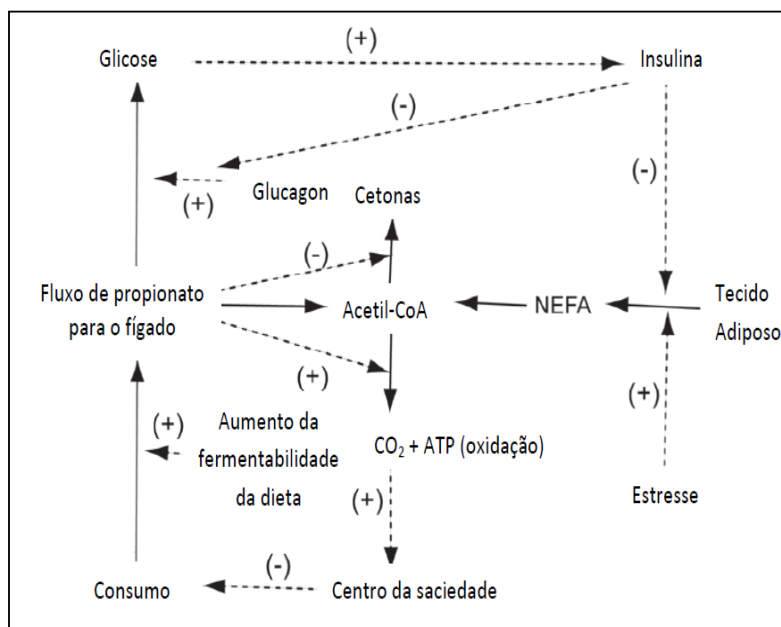 (+)
Glicose
Insulina
(-)
(-)
(+)
Glucagon
Cetonas
(-)
Fluxo de propionato
para o fígado
Acetil-CoA
NEFA
Tecido
Adiposo
(+)
(+)
(+)
Aumento da
fermentabilidade
da dieta
CO₂ + ATP (oxidação)
(+)
Estresse
(-)
Consumo
Centro da saciedade